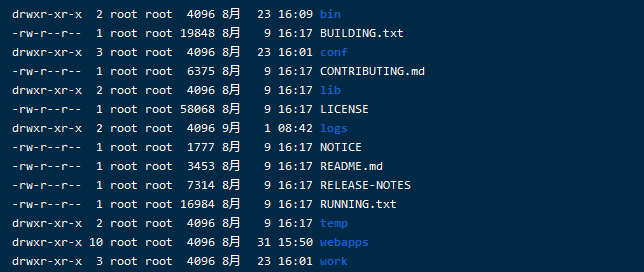 drwxr-xr-x  2 root root  4096 8月   23 16:09 bin
-rw-r--r--  1 root root 19848 8月    9 16:17 BUILDING.txt
drwxr-xr-x  3 root root  4096 8月   23 16:01 conf
-rw-r--r--  1 root root  6375 8月    9 16:17 CONTRIBUTING.md
drwxr-xr-x  2 root root  4096 8月    9 16:17 lib
-rw-r--r--  1 root root 58068 8月    9 16:17 LICENSE
drwxr-xr-x  2 root root  4096 9月    1 08:42 logs
-rw-r--r--  1 root root  1777 8月    9 16:17 NOTICE
-rw-r--r--  1 root root  3453 8月    9 16:17 README.md
-rw-r--r--  1 root root  7314 8月    9 16:17 RELEASE-NOTES
-rw-r--r--  1 root root 16984 8月    9 16:17 RUNNING.txt
drwxr-xr-x  2 root root  4096 8月    9 16:17 temp
drwxr-xr-x 10 root root  4096 8月   31 15:50 webapps
drwxr-xr-x  3 root root  4096 8月   23 16:01 work